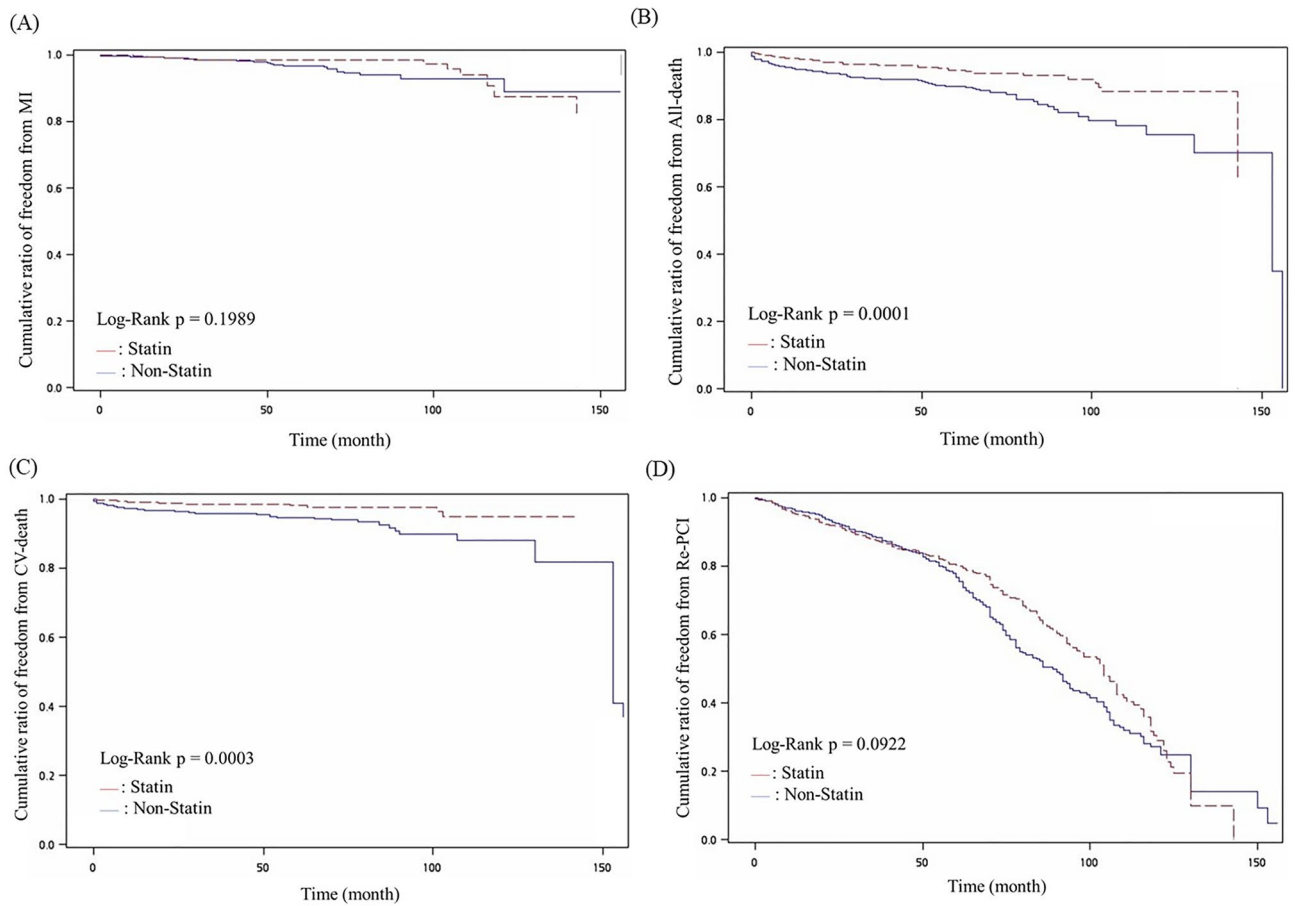 (A)
Cumulative ratio of freedom from MI
1.0
0.8
0.6
0.4
0.2
0.0
Log-Rank p = 0.1989
: Statin
: Non-Statin
0 50 100 150
Time (month)
(B)
Cumulative ratio of freedom from All-death
1.0
0.8
0.6
0.4
0.2
0.0
Log-Rank p = 0.0001
: Statin
: Non-Statin
0 50 100 150
Time (month)
(C)
Cumulative ratio of freedom from CV-death
1.0
0.8
0.6
0.4
0.2
0.0
Log-Rank p = 0.0003
: Statin
: Non-Statin
0 50 100 150
Time (month)
(D)
Cumulative ratio of freedom from Re-PCI
1.0
0.8
0.6
0.4
0.2
0.0
Log-Rank p = 0.0922
: Statin
: Non-Statin
0 50 100 150
Time (month)